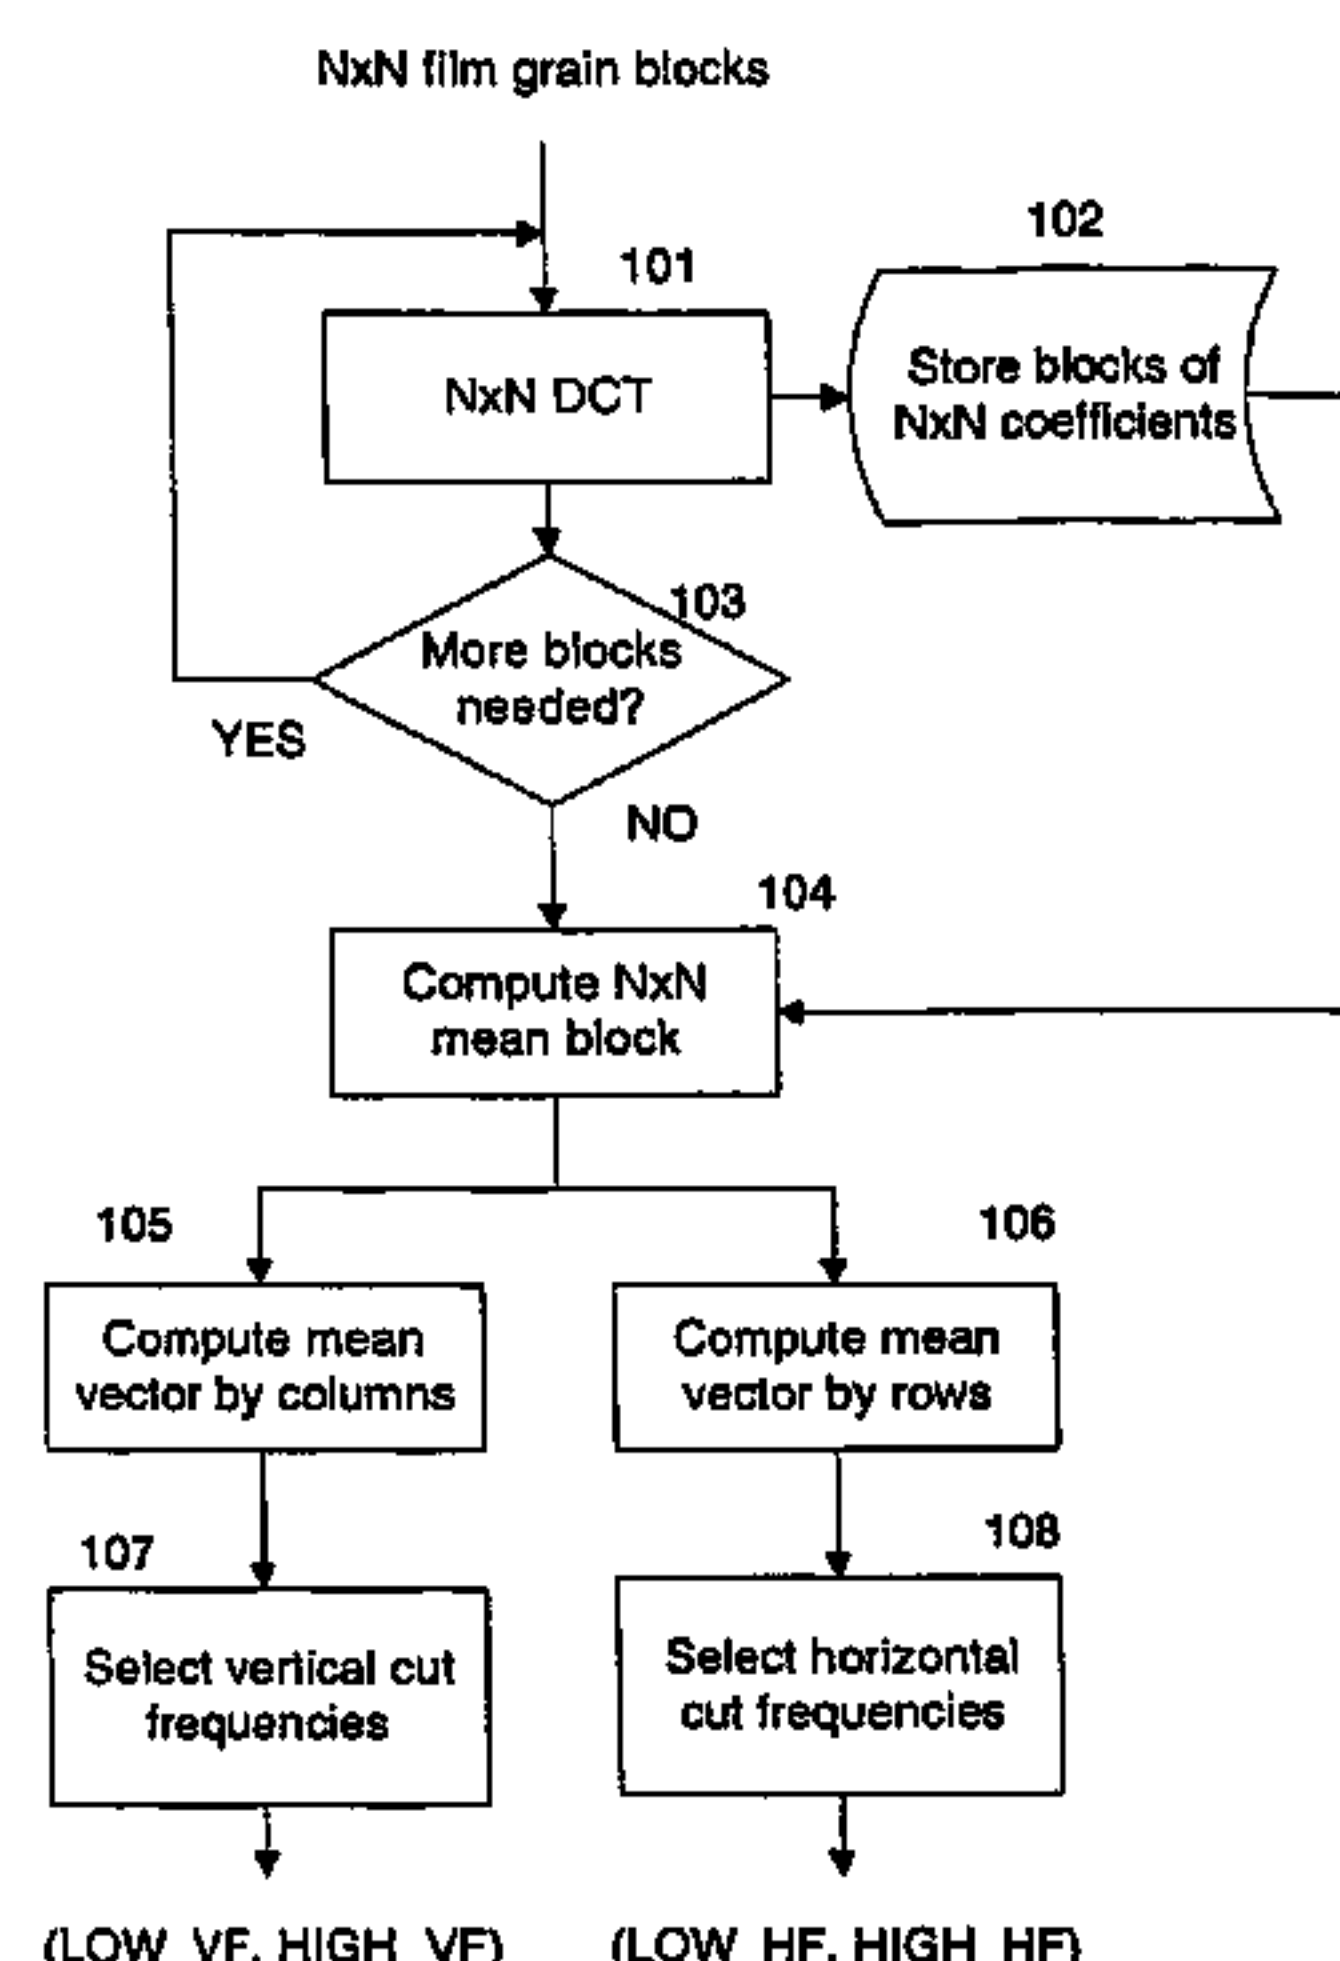 NxN film grain blocks
102
101
NxN DCT
Store blocks of
NxN coefficients
103
More blocks
needed?
YES
NO
104
Compute NxN
mean block
105
106
Compute mean
vector by columns
Compute mean
vector by rows
107
108
Select vertical cut
frequencies
Select horizontal
cut frequencies
(LOW_VF, HIGH_VF)
(LOW_HF, HIGH_HF)